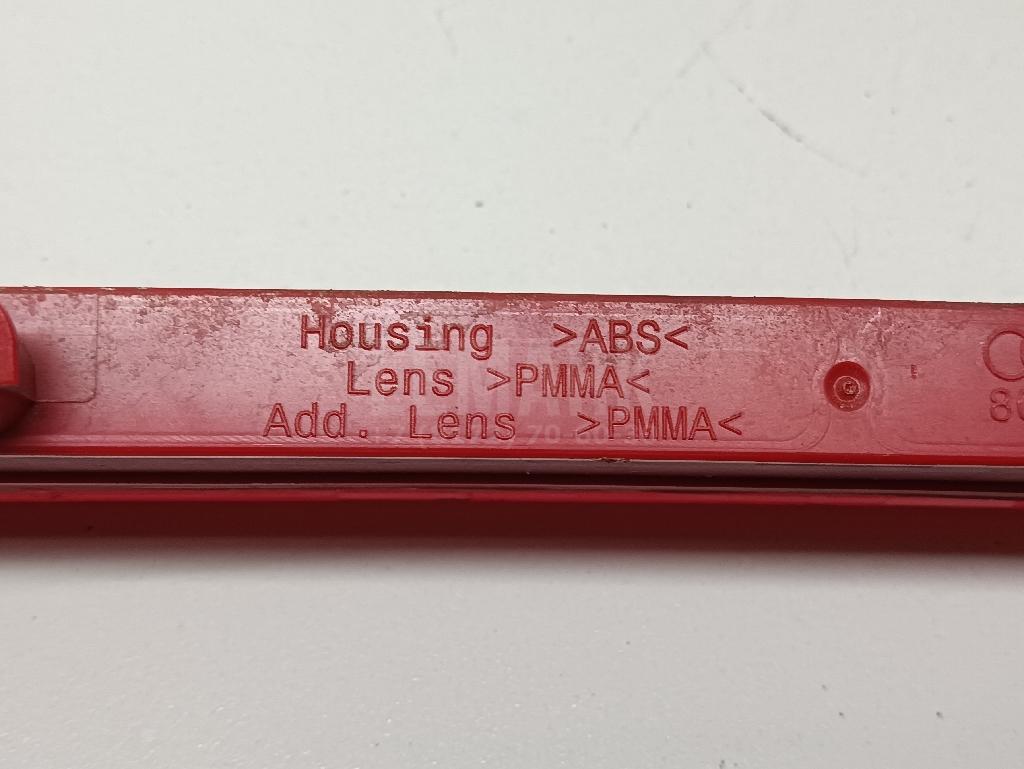 Housing >ABS<
Lens >PMMA<
Add. Lens >PMMA<